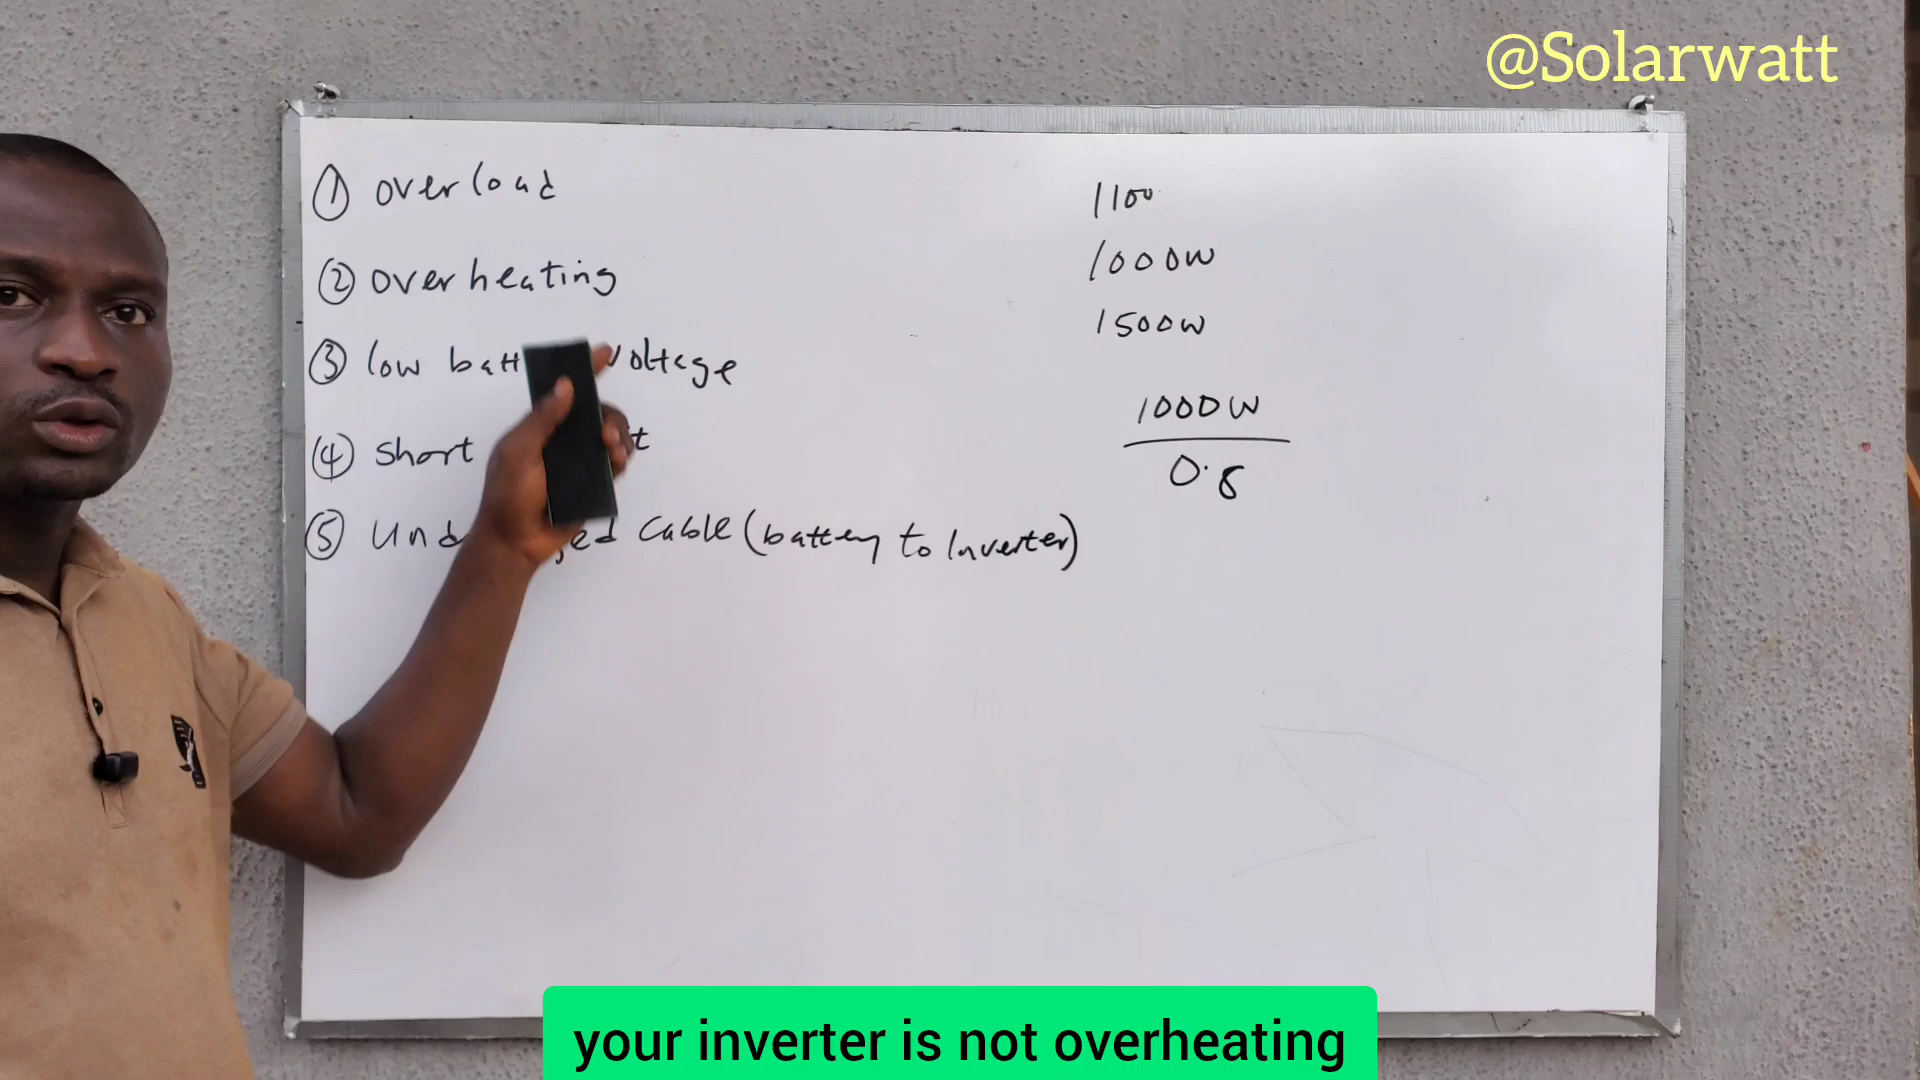 @Solarwatt
① overload
② overheating
③ low batt voltage
④ short
⑤ Und ed cable (battery to Inverter)
1100
1000W
1500W
1000W
0.8
your inverter is not overheating